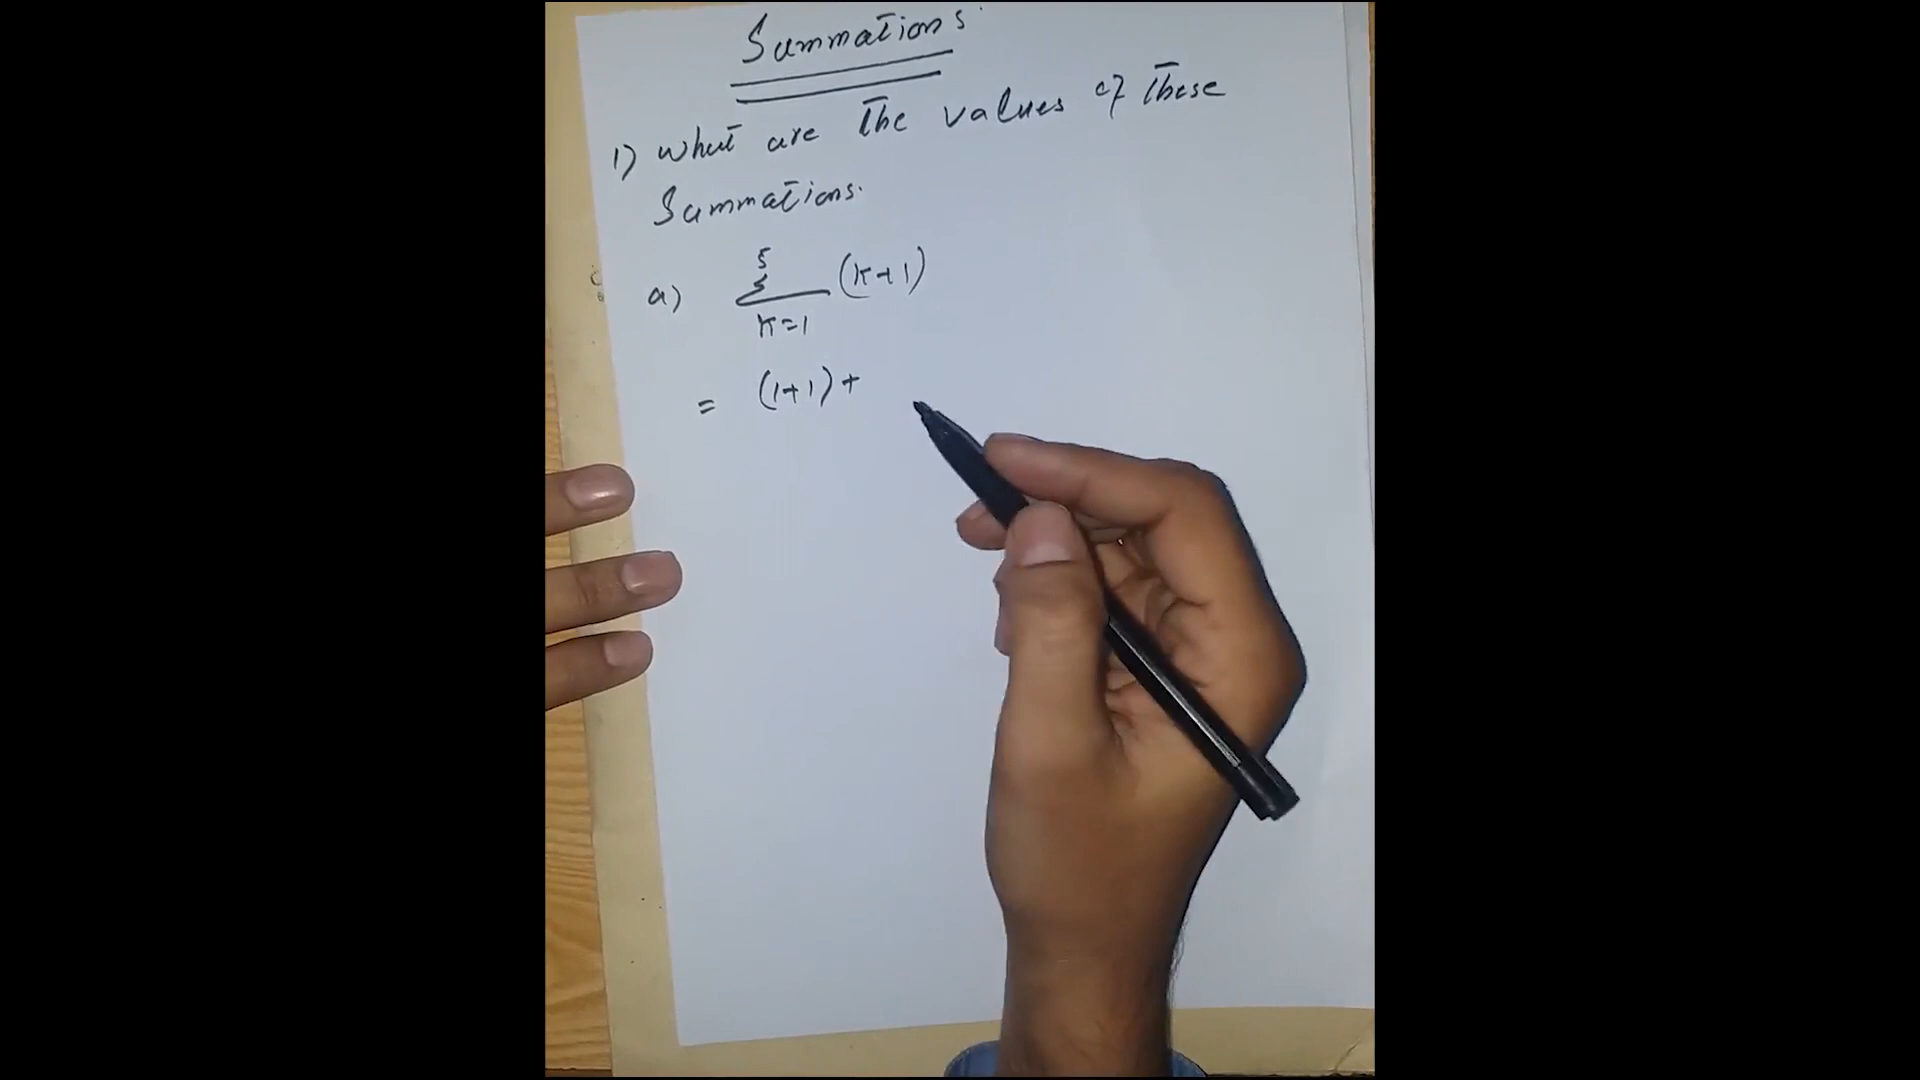 Summations.
1) What are the values of these
Summations.
a) 5 ∑ k=1 (k+1)
= (1+1) +